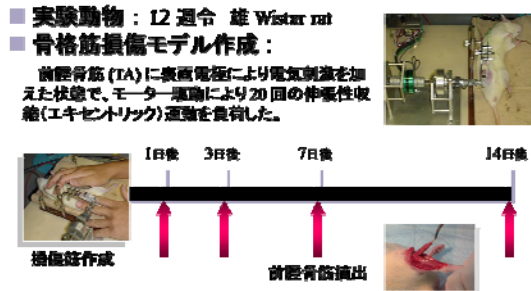 実験動物：12週令 雄 Wistar rat
骨格筋損傷モデル作成：
前脛骨筋(TA)に表面電極により電気刺激を加
えた状態で、モーター駆動により20回の伸張性収
縮(エキセントリック)運動を負荷した。
1日後 3日後 7日後 14日後
損傷筋作成
前脛骨筋摘出